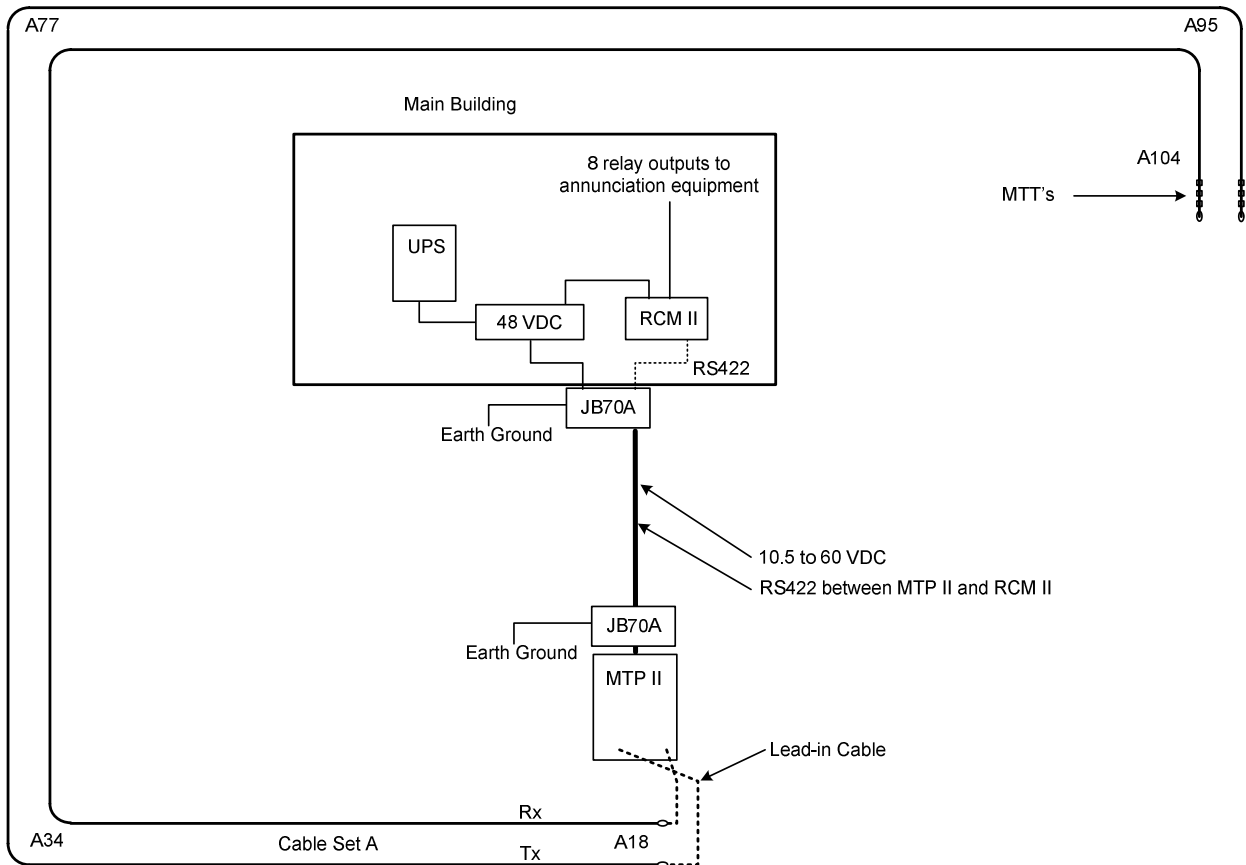 A77
A95
Main Building
8 relay outputs to
annunciation equipment
A104
MTT's
UPS
48 VDC
RCM II
RS422
JB70A
Earth Ground
10.5 to 60 VDC
RS422 between MTP II and RCM II
JB70A
Earth Ground
MTP II
Lead-in Cable
Rx
A34
Cable Set A
A18
Tx